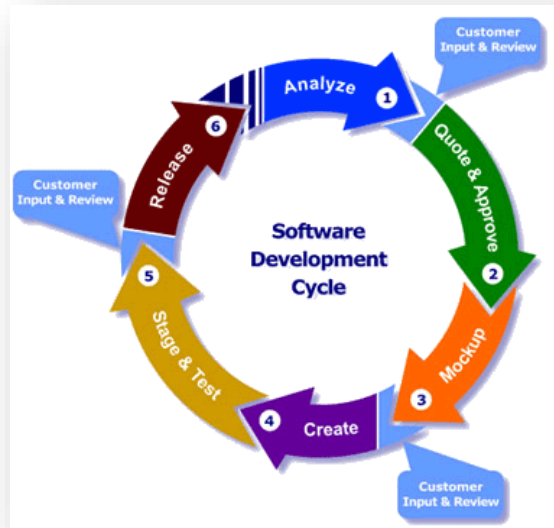 Customer
Input & Review
Analyze
1
Quote & Approve
2
Mockup
3
Customer
Input & Review
Create
4
Stage & Test
5
Customer
Input & Review
Release
6
Software
Development
Cycle